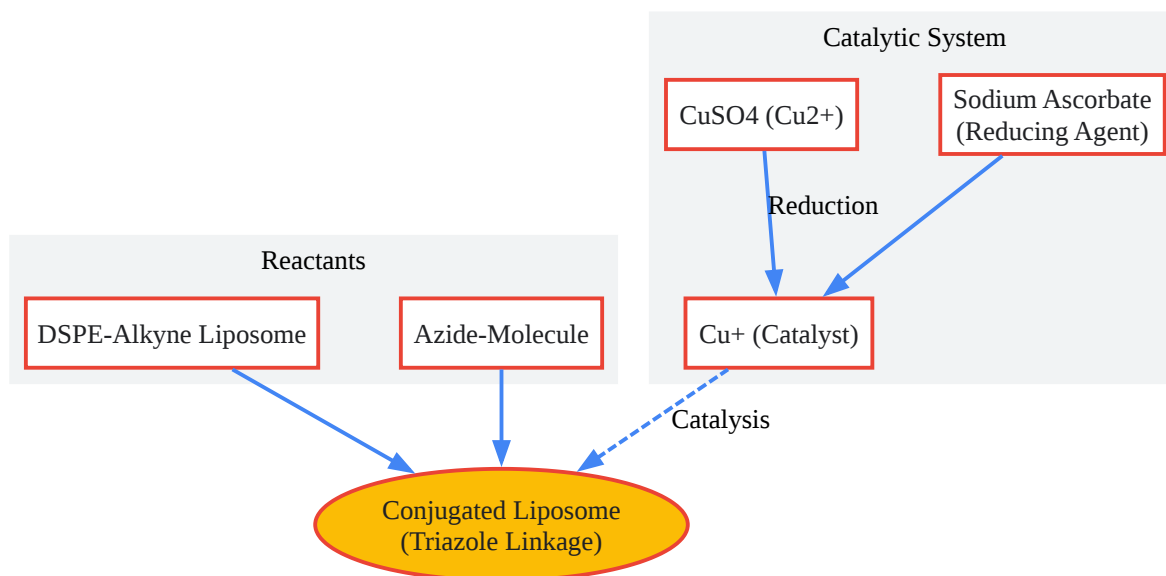 Catalytic System
CuSO4 (Cu2+)
Sodium Ascorbate
(Reducing Agent)
Reduction
Reactants
DSPE-Alkyne Liposome
Azide-Molecule
Cu+ (Catalyst)
Catalysis
Conjugated Liposome
(Triazole Linkage)